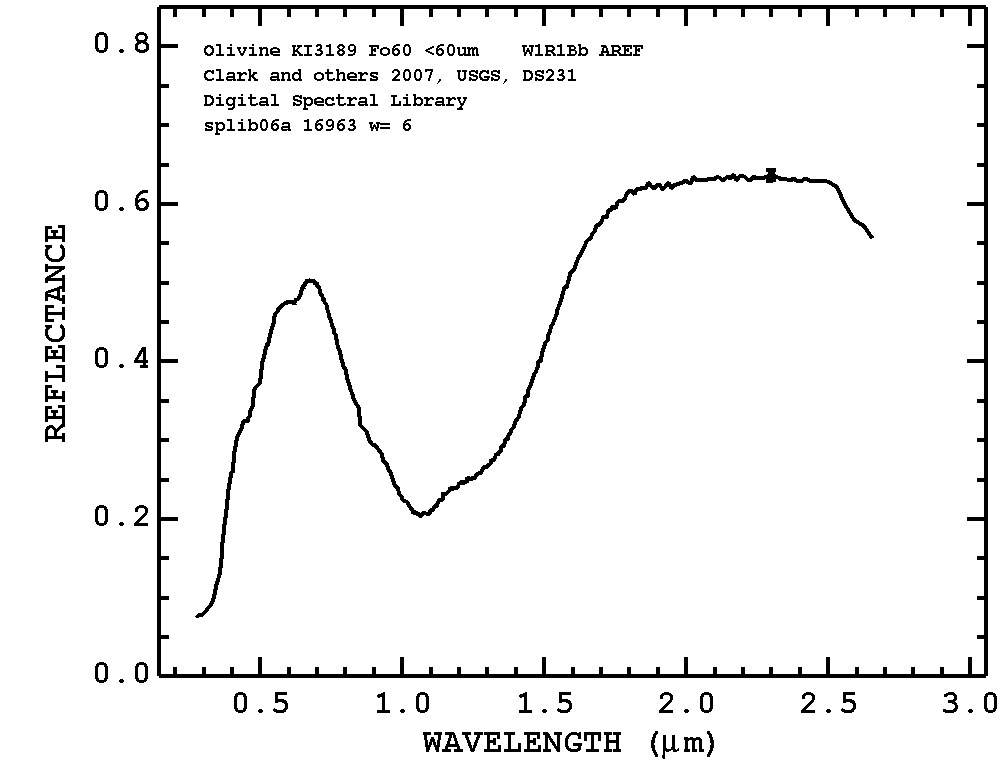 Olivine KI3189 Fo60 <60um W1R1Bb AREF
Clark and others 2007, USGS, DS231
Digital Spectral Library
splib06a 16963 w= 6
0.8
0.6
0.4
0.2
0.0
REFLECTANCE
0.5 1.0 1.5 2.0 2.5 3.0
WAVELENGTH (μm)